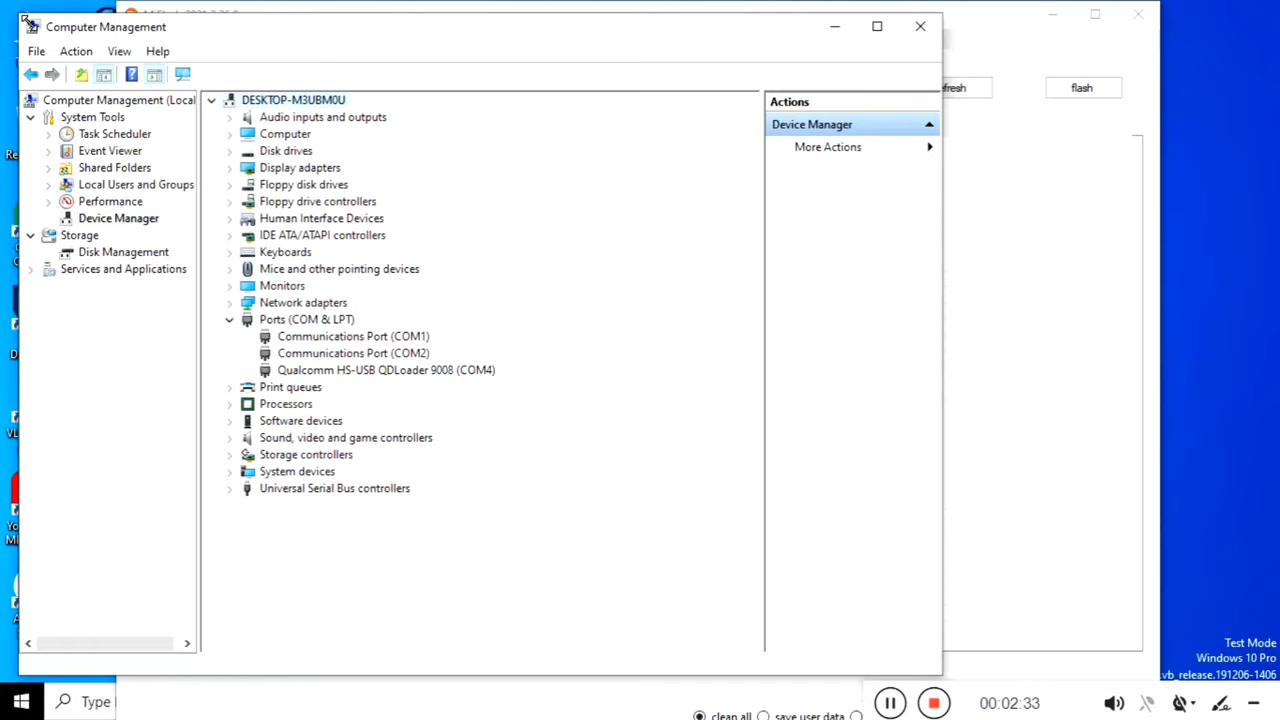 Computer Management
File Action View Help
Computer Management (Local
System Tools
Task Scheduler
Event Viewer
Shared Folders
Local Users and Groups
Performance
Device Manager
Storage
Disk Management
Services and Applications
DESKTOP-M3UBM0U
Audio inputs and outputs
Computer
Disk drives
Display adapters
Floppy disk drives
Floppy drive controllers
Human Interface Devices
IDE ATA/ATAPI controllers
Keyboards
Mice and other pointing devices
Monitors
Network adapters
Ports (COM & LPT)
Communications Port (COM1)
Communications Port (COM2)
Qualcomm HS-USB QDLoader 9008 (COM4)
Print queues
Processors
Software devices
Sound, video and game controllers
Storage controllers
System devices
Universal Serial Bus controllers
Actions
Device Manager
More Actions
efresh
flash
Test Mode
Windows 10 Pro
.vb_release.191206-1406
Type
clean all save user data
00:02:33